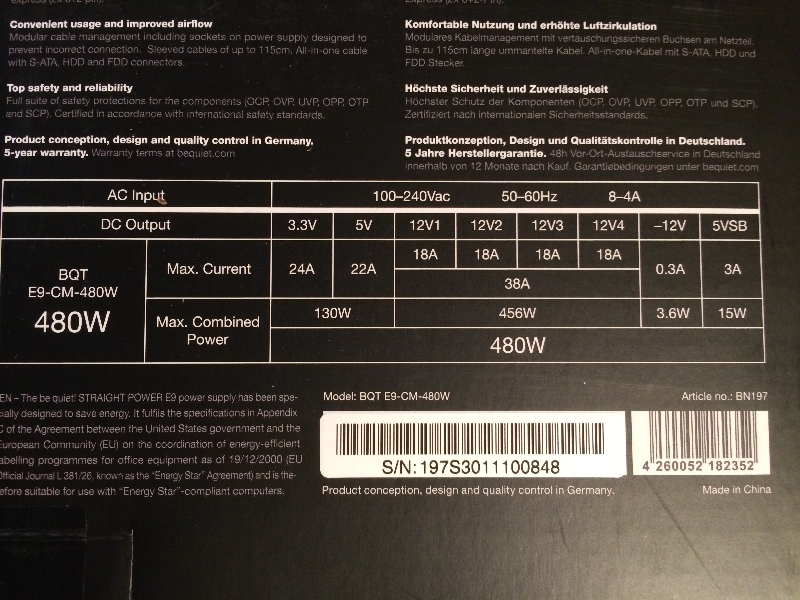 Convenient usage and improved airflow
Modular cable management including sockets on power supply designed to
prevent incorrect connection. Sleeved cables of up to 115cm. All-in-one cable
with S-ATA, HDD and FDD connectors.
Top safety and reliability
Full suite of safety protections for the components (OCP, OVP, UVP, OPP, OTP
and SCP). Certified in accordance with international safety standards.
Product conception, design and quality control in Germany.
5-year warranty. Warranty terms at bequiet.com
Komfortable Nutzung und erhöhte Luftzirkulation
Modulares Kabelmanagement mit vertauschungssicheren Buchsen am Netzteil.
Bis zu 115cm lange ummantelte Kabel. All-in-one-Kabel mit S-ATA, HDD und
FDD Stecker.
Höchste Sicherheit und Zuverlässigkeit
Höchster Schutz der Komponenten (OCP, OVP, UVP, OPP, OTP und SCP).
Zertifiziert nach internationalen Sicherheitsstandards.
Produktkonzeption, Design und Qualitätskontrolle in Deutschland.
5 Jahre Herstellergarantie. 48h Vor-Ort-Austauschservice in Deutschland
innerhalb von 12 Monate nach Kauf. Garantiebedingungen unter bequiet.com
AC Input 100–240Vac 50–60Hz 8–4A
DC Output 3.3V 5V 12V1 12V2 12V3 12V4 –12V 5VSB
BQT
E9-CM-480W
480W
Max. Current 24A 22A 18A 18A 18A 18A 0.3A 3A
38A
Max. Combined
Power
130W 456W 3.6W 15W
480W
EN – The be quiet! STRAIGHT POWER E9 power supply has been spe-
cially designed to save energy. It fulfils the specifications in Appendix
C of the Agreement between the United States government and the
European Community (EU) on the coordination of energy-efficient
labelling programmes for office equipment as of 19/12/2000 (EU
Official Journal L 381/26, known as the "Energy Star" Agreement) and is the-
efore suitable for use with "Energy Star"-compliant computers.
Model: BQT E9-CM-480W
Article no.: BN197
S/N: 197S3011100848
4 260052 182352
Product conception, design and quality control in Germany.
Made in China